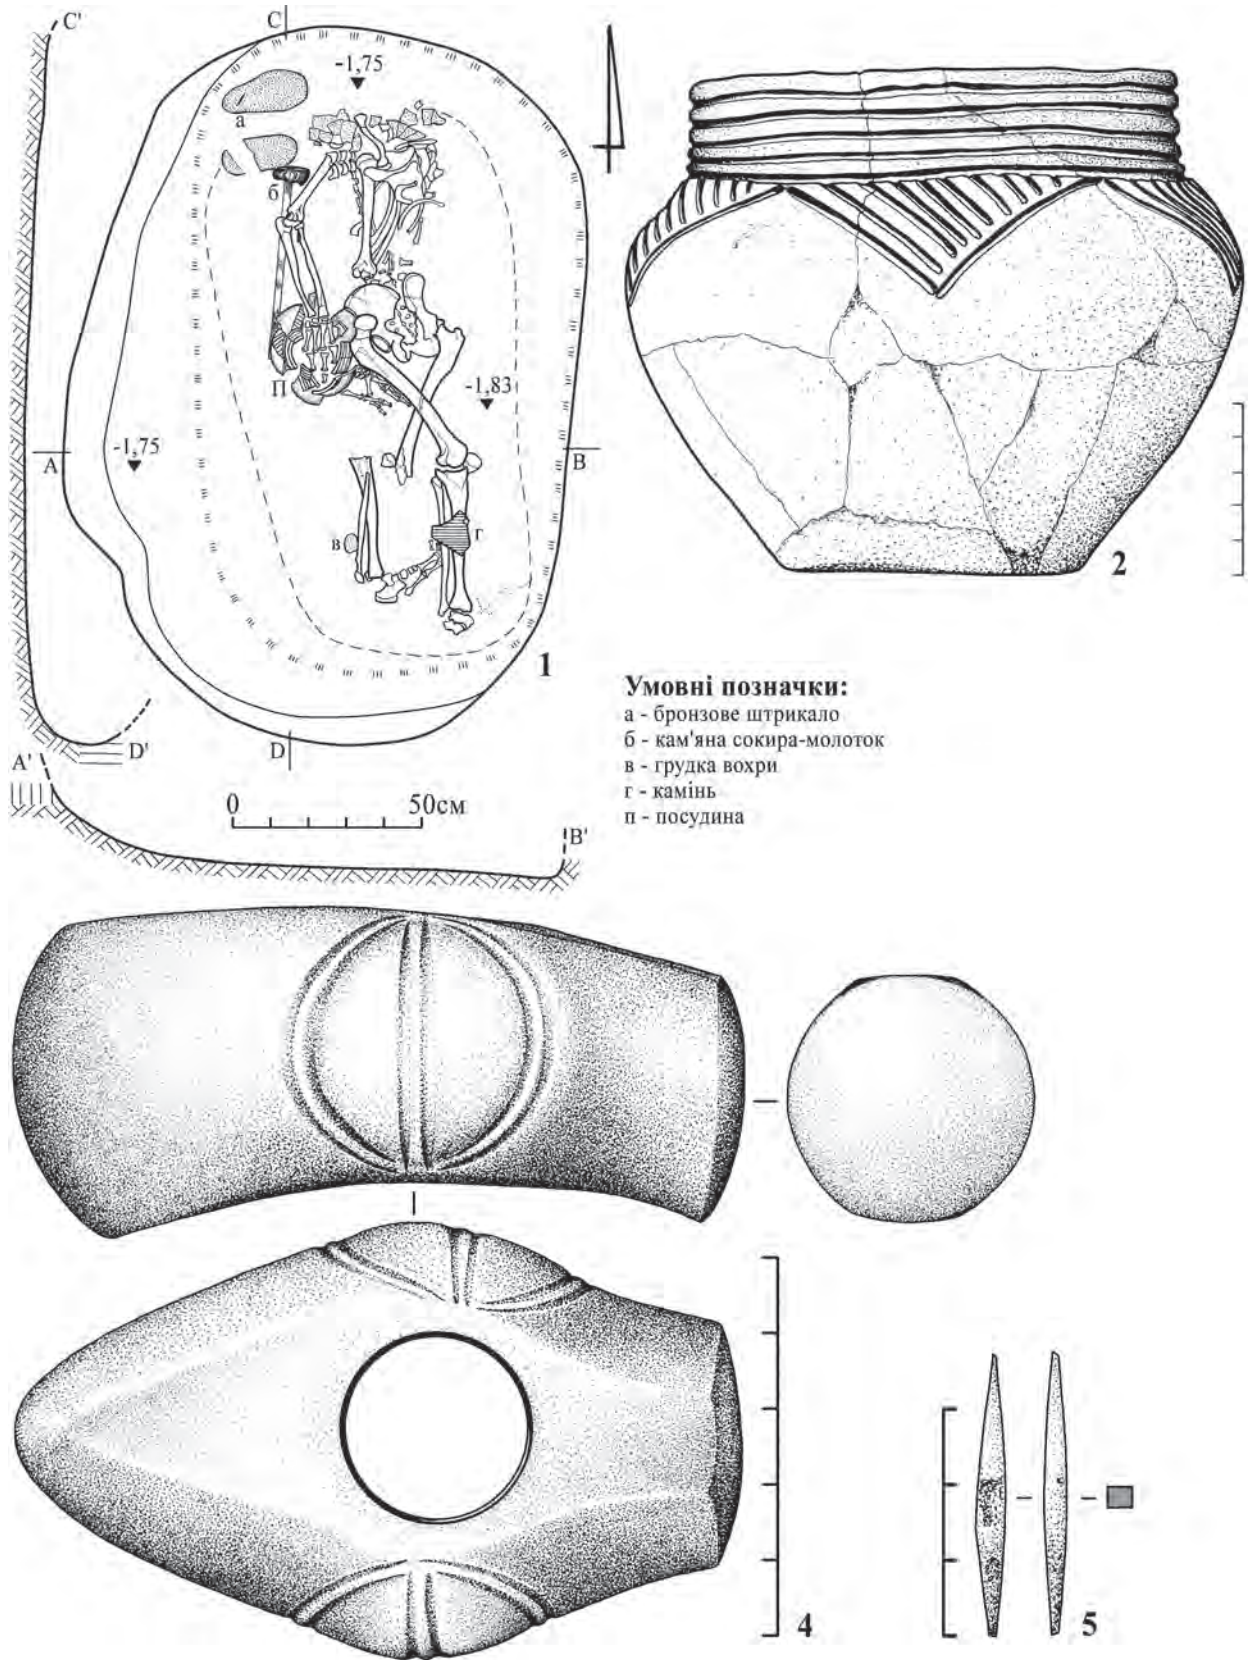 C'
C
-1,75
а
б
П
-1,83
-1,75
A
B
в
г
1
D
D'
A'
0 50см
B'
2
Умовні позначки:
а - бронзове штрикало
б - кам'яна сокира-молоток
в - грудка вохри
г - камінь
п - посудина
4
5